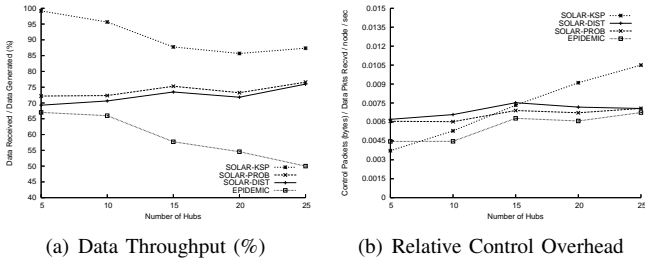 100
95
90
85
80
75
70
65
60
55
50
45
40
5 10 15 20 25
Data Received / Data Generated (%)
Number of Hubs
SOLAR-KSP
SOLAR-PROB
SOLAR-DIST
EPIDEMIC
(a) Data Throughput (%)
0.015
0.0135
0.012
0.0105
0.009
0.0075
0.006
0.0045
0.003
0.0015
0
5 10 15 20 25
Control Packets (bytes) / Data Pkts Recvd / node / sec
Number of Hubs
SOLAR-KSP
SOLAR-DIST
SOLAR-PROB
EPIDEMIC
(b) Relative Control Overhead